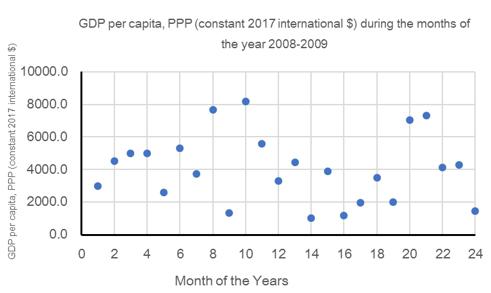 GDP per capita, PPP (constant 2017 international $) during the months of
the year 2008-2009
GDP per capita, PPP (constant 2017 international $)
10000.0
8000.0
6000.0
4000.0
2000.0
0.0
0 2 4 6 8 10 12 14 16 18 20 22 24
Month of the Years